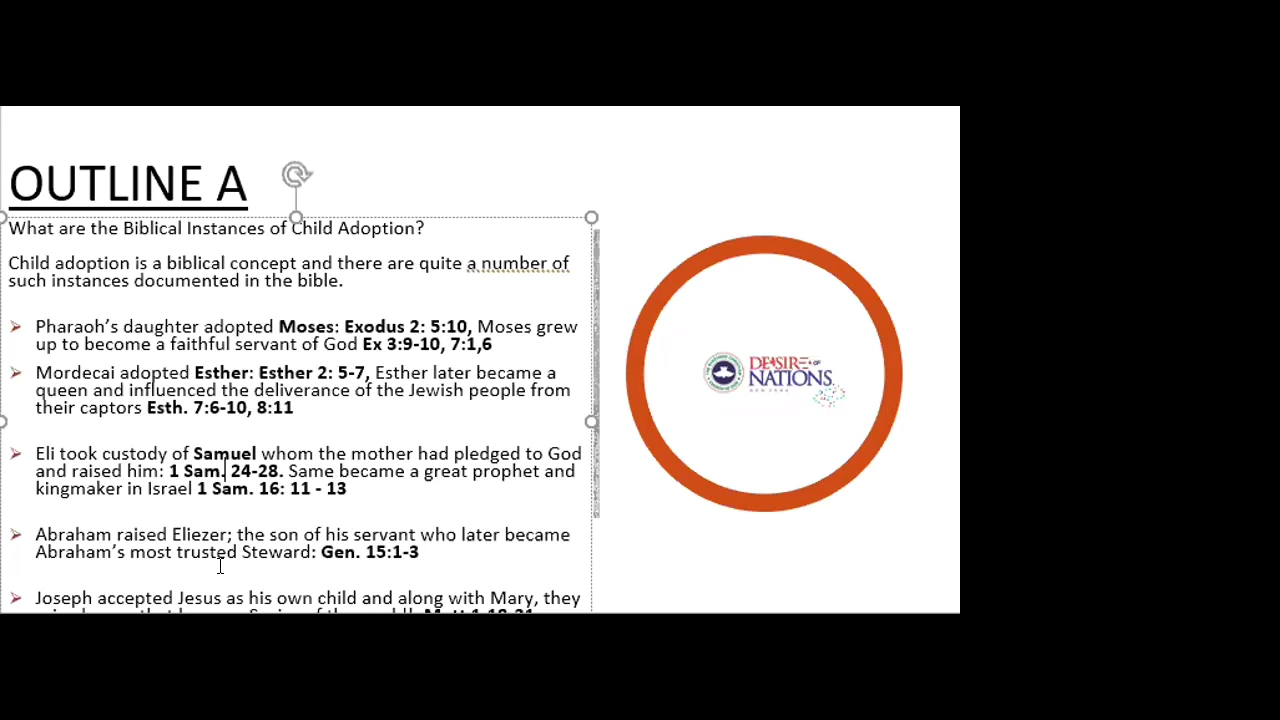 OUTLINE A
What are the Biblical Instances of Child Adoption?
Child adoption is a biblical concept and there are quite a number of
such instances documented in the bible.
Pharaoh's daughter adopted Moses: Exodus 2: 5:10, Moses grew
up to become a faithful servant of God Ex 3:9-10, 7:1,6
Mordecai adopted Esther: Esther 2: 5-7, Esther later became a
queen and influenced the deliverance of the Jewish people from
their captors Esth. 7:6-10, 8:11
Eli took custody of Samuel whom the mother had pledged to God
and raised him: 1 Sam. 24-28. Same became a great prophet and
kingmaker in Israel 1 Sam. 16: 11 - 13
Abraham raised Eliezer; the son of his servant who later became
Abraham's most trusted Steward: Gen. 15:1-3
Joseph accepted Jesus as his own child and along with Mary, they
DESIRE OF
NATIONS
NEW YORK